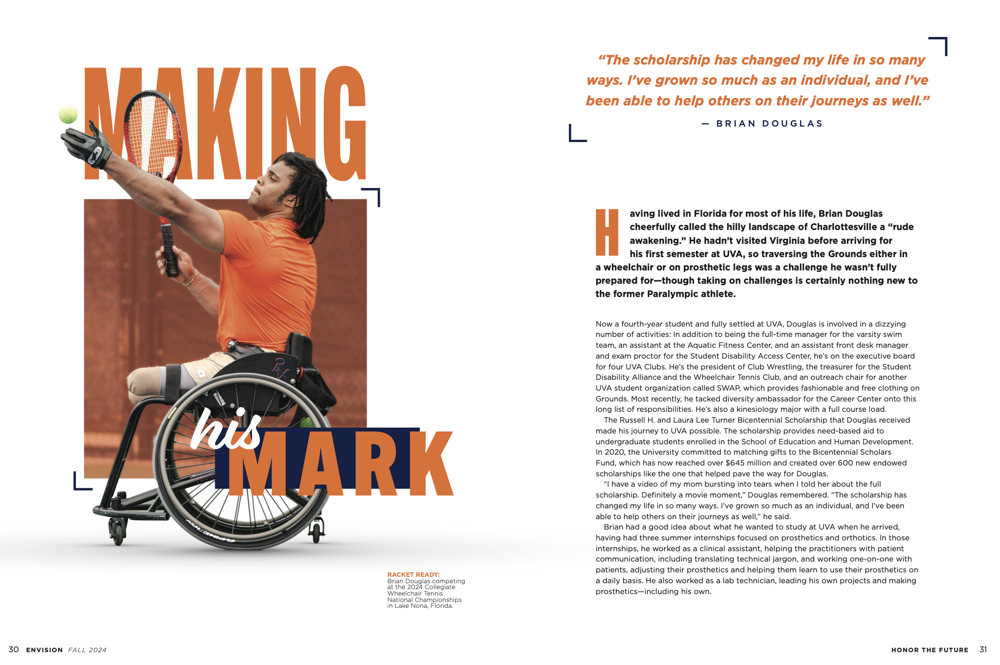 MAKING
his
MARK
RACKET READY:
Brian Douglas competing
at the 2024 Collegiate
Wheelchair Tennis
National Championships
in Lake Nona, Florida.
30 ENVISION FALL 2024
“The scholarship has changed my life in so many
ways. I’ve grown so much as an individual, and I’ve
been able to help others on their journeys as well.”
— BRIAN DOUGLAS
Having lived in Florida for most of his life, Brian Douglas
cheerfully called the hilly landscape of Charlottesville a “rude
awakening.” He hadn’t visited Virginia before arriving for
his first semester at UVA, so traversing the Grounds either in
a wheelchair or on prosthetic legs was a challenge he wasn’t fully
prepared for—though taking on challenges is certainly nothing new to
the former Paralympic athlete.
Now a fourth-year student and fully settled at UVA, Douglas is involved in a dizzying
number of activities: In addition to being the full-time manager for the varsity swim
team, an assistant at the Aquatic Fitness Center, and an assistant front desk manager
and exam proctor for the Student Disability Access Center, he’s on the executive board
for four UVA Clubs. He’s the president of Club Wrestling, the treasurer for the Student
Disability Alliance and the Wheelchair Tennis Club, and an outreach chair for another
UVA student organization called SWAP, which provides fashionable and free clothing on
Grounds. Most recently, he tacked diversity ambassador for the Career Center onto this
long list of responsibilities. He’s also a kinesiology major with a full course load.
The Russell H. and Laura Lee Turner Bicentennial Scholarship that Douglas received
made his journey to UVA possible. The scholarship provides need-based aid to
undergraduate students enrolled in the School of Education and Human Development.
In 2020, the University committed to matching gifts to the Bicentennial Scholars
Fund, which has now reached over $645 million and created over 600 new endowed
scholarships like the one that helped pave the way for Douglas.
“I have a video of my mom bursting into tears when I told her about the full
scholarship. Definitely a movie moment,” Douglas remembered. “The scholarship has
changed my life in so many ways. I’ve grown so much as an individual, and I’ve been
able to help others on their journeys as well,” he said.
Brian had a good idea about what he wanted to study at UVA when he arrived,
having had three summer internships focused on prosthetics and orthotics. In those
internships, he worked as a clinical assistant, helping the practitioners with patient
communication, including translating technical jargon, and working one-on-one with
patients, adjusting their prosthetics and helping them learn to use their prosthetics on
a daily basis. He also worked as a lab technician, leading his own projects and making
prosthetics—including his own.
HONOR THE FUTURE 31